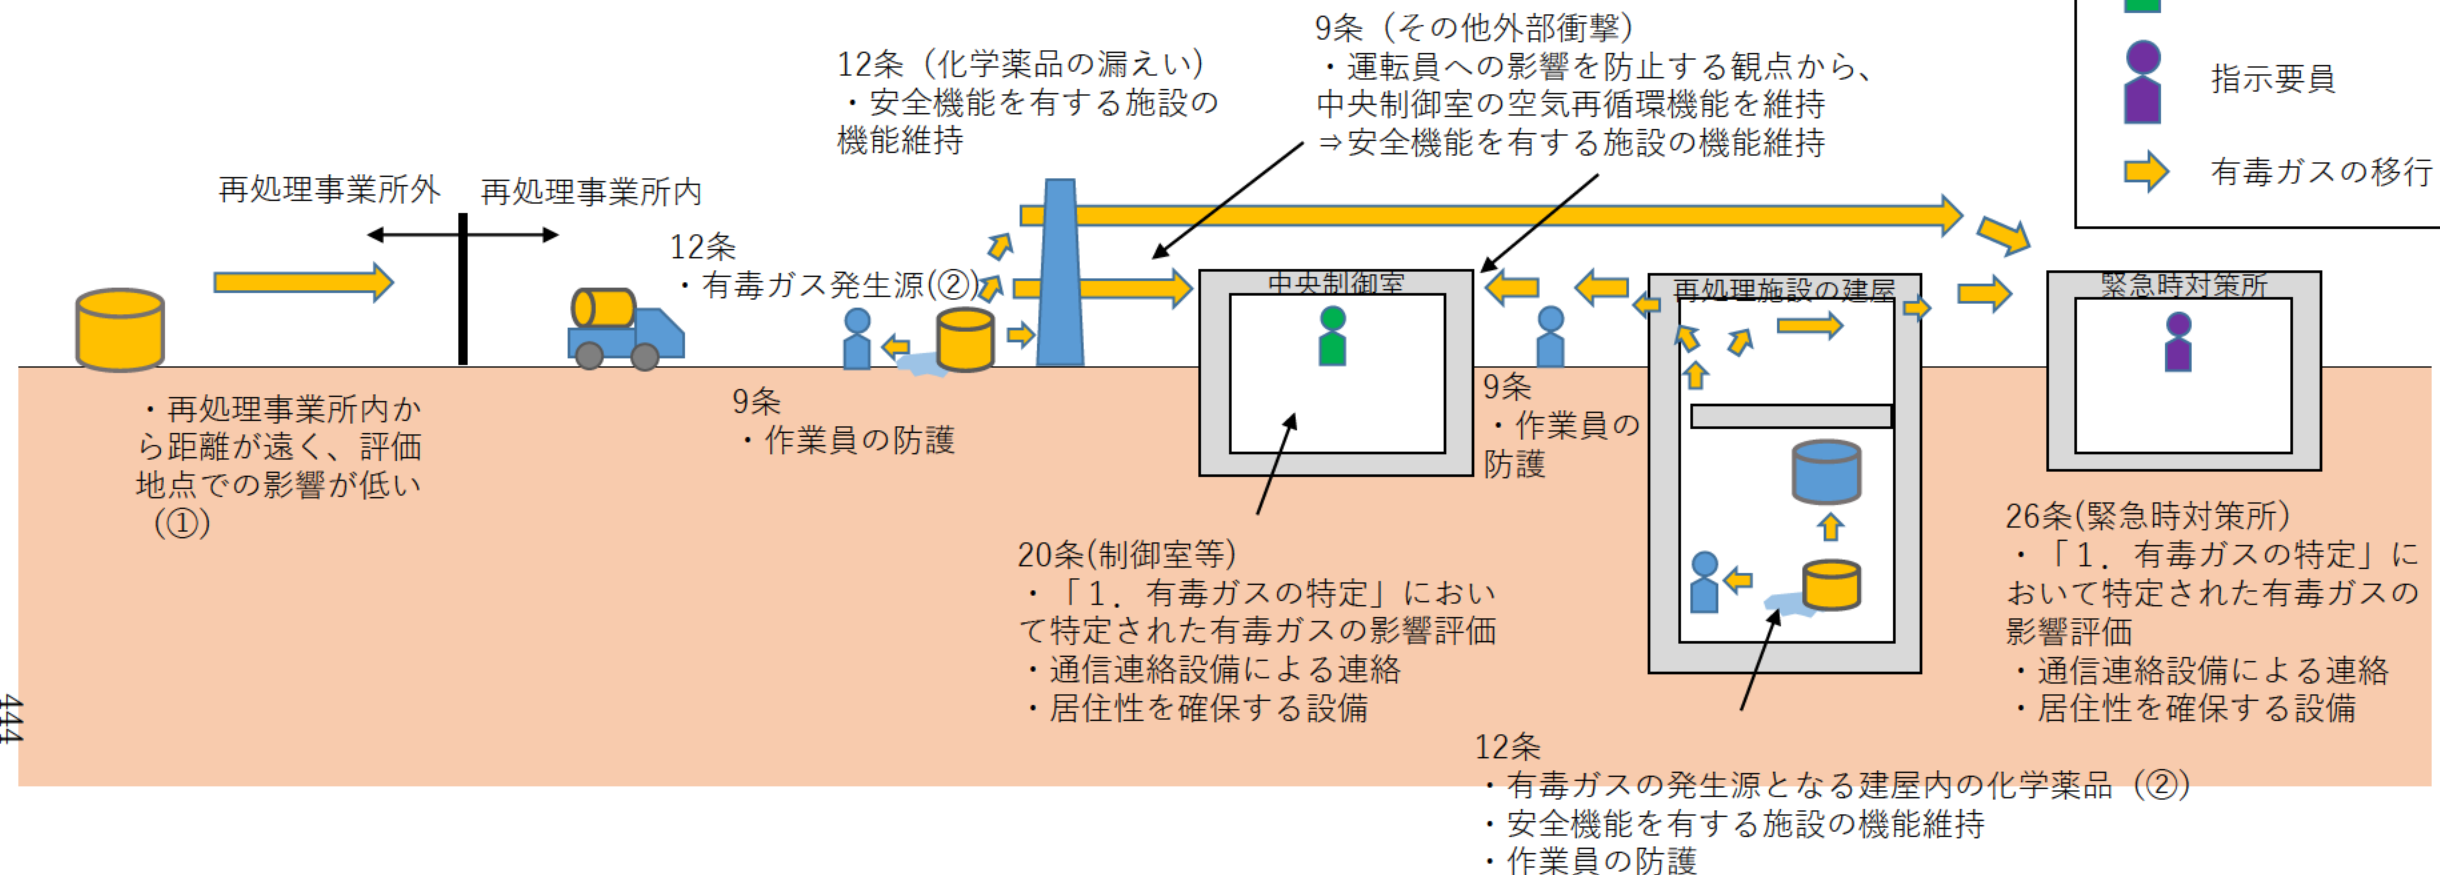 9条（その他外部衝撃）
・運転員への影響を防止する観点から、
中央制御室の空気再循環機能を維持
⇒安全機能を有する施設の機能維持
12条（化学薬品の漏えい）
・安全機能を有する施設の
機能維持
指示要員
有毒ガスの移行
再処理事業所外
再処理事業所内
12条
・有毒ガス発生源(②)
中央制御室
再処理施設の建屋
緊急時対策所
・再処理事業所内か
ら距離が遠く、評価
地点での影響が低い
（①）
9条
・作業員の防護
9条
・作業員の
防護
20条(制御室等)
・「１．有毒ガスの特定」におい
て特定された有毒ガスの影響評価
・通信連絡設備による連絡
・居住性を確保する設備
26条(緊急時対策所）
・「１．有毒ガスの特定」に
おいて特定された有毒ガスの
影響評価
・通信連絡設備による連絡
・居住性を確保する設備
12条
・有毒ガスの発生源となる建屋内の化学薬品（②）
・安全機能を有する施設の機能維持
・作業員の防護